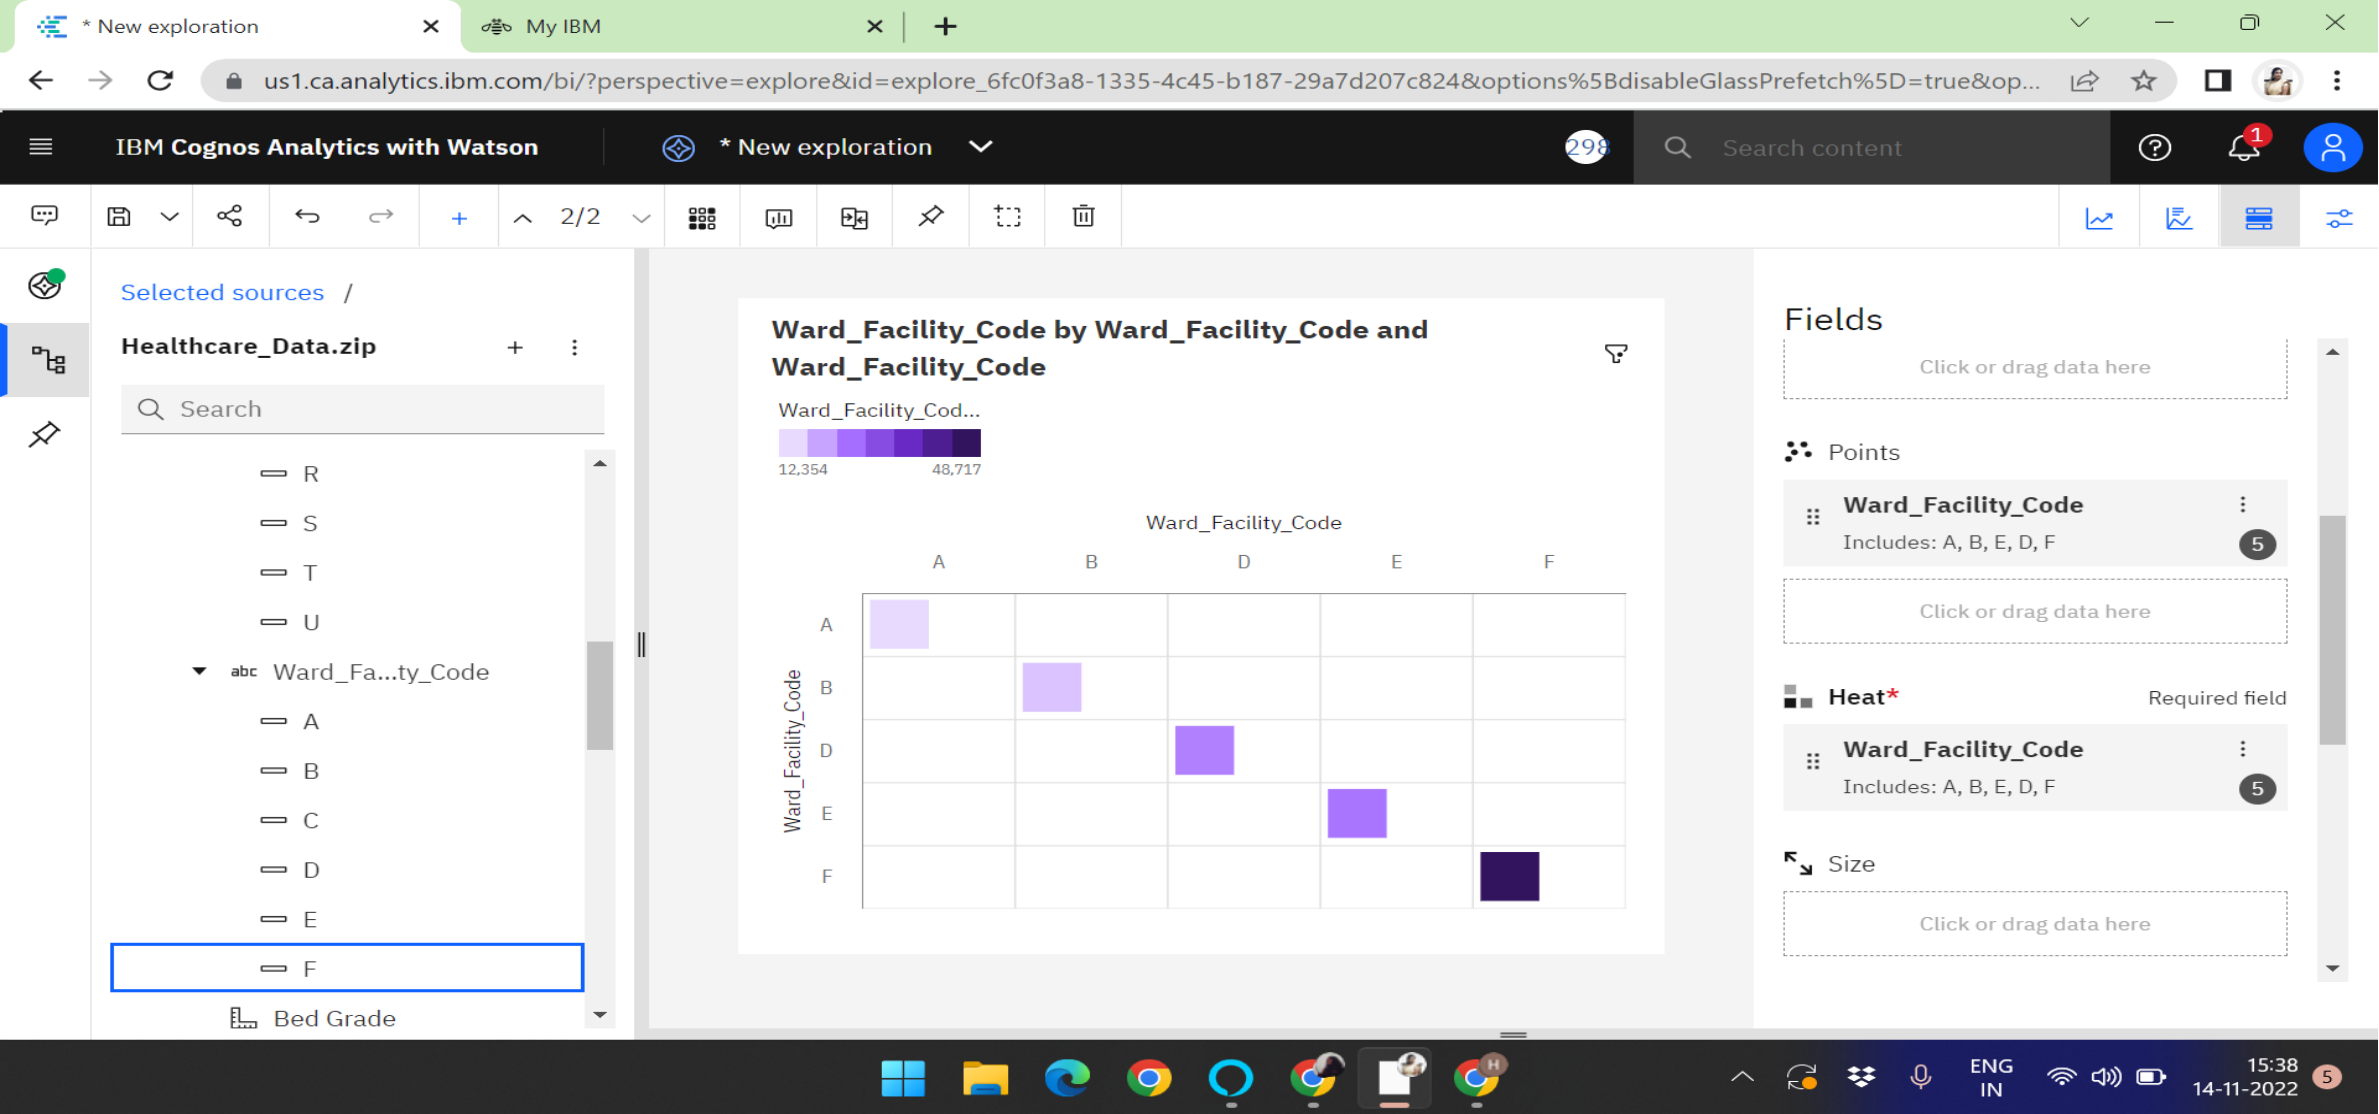 * New exploration
My IBM
us1.ca.analytics.ibm.com/bi/?perspective=explore&id=explore_6fc0f3a8-1335-4c45-b187-29a7d207c824&options%5BdisableGlassPrefetch%5D=true&op...
IBM Cognos Analytics with Watson
* New exploration
298
Search content
1
2/2
Selected sources /
Healthcare_Data.zip
Search
R
S
T
U
abc Ward_Fa...ty_Code
A
B
C
D
E
F
Bed Grade
Ward_Facility_Code by Ward_Facility_Code and
Ward_Facility_Code
Ward_Facility_Cod...
12,354 48,717
Ward_Facility_Code
A B D E F
Ward_Facility_Code
A
B
D
E
F
Fields
Click or drag data here
Points
Ward_Facility_Code
Includes: A, B, E, D, F
5
Click or drag data here
Heat* Required field
Ward_Facility_Code
Includes: A, B, E, D, F
5
Size
Click or drag data here
H
ENG
IN
15:38
14-11-2022
5